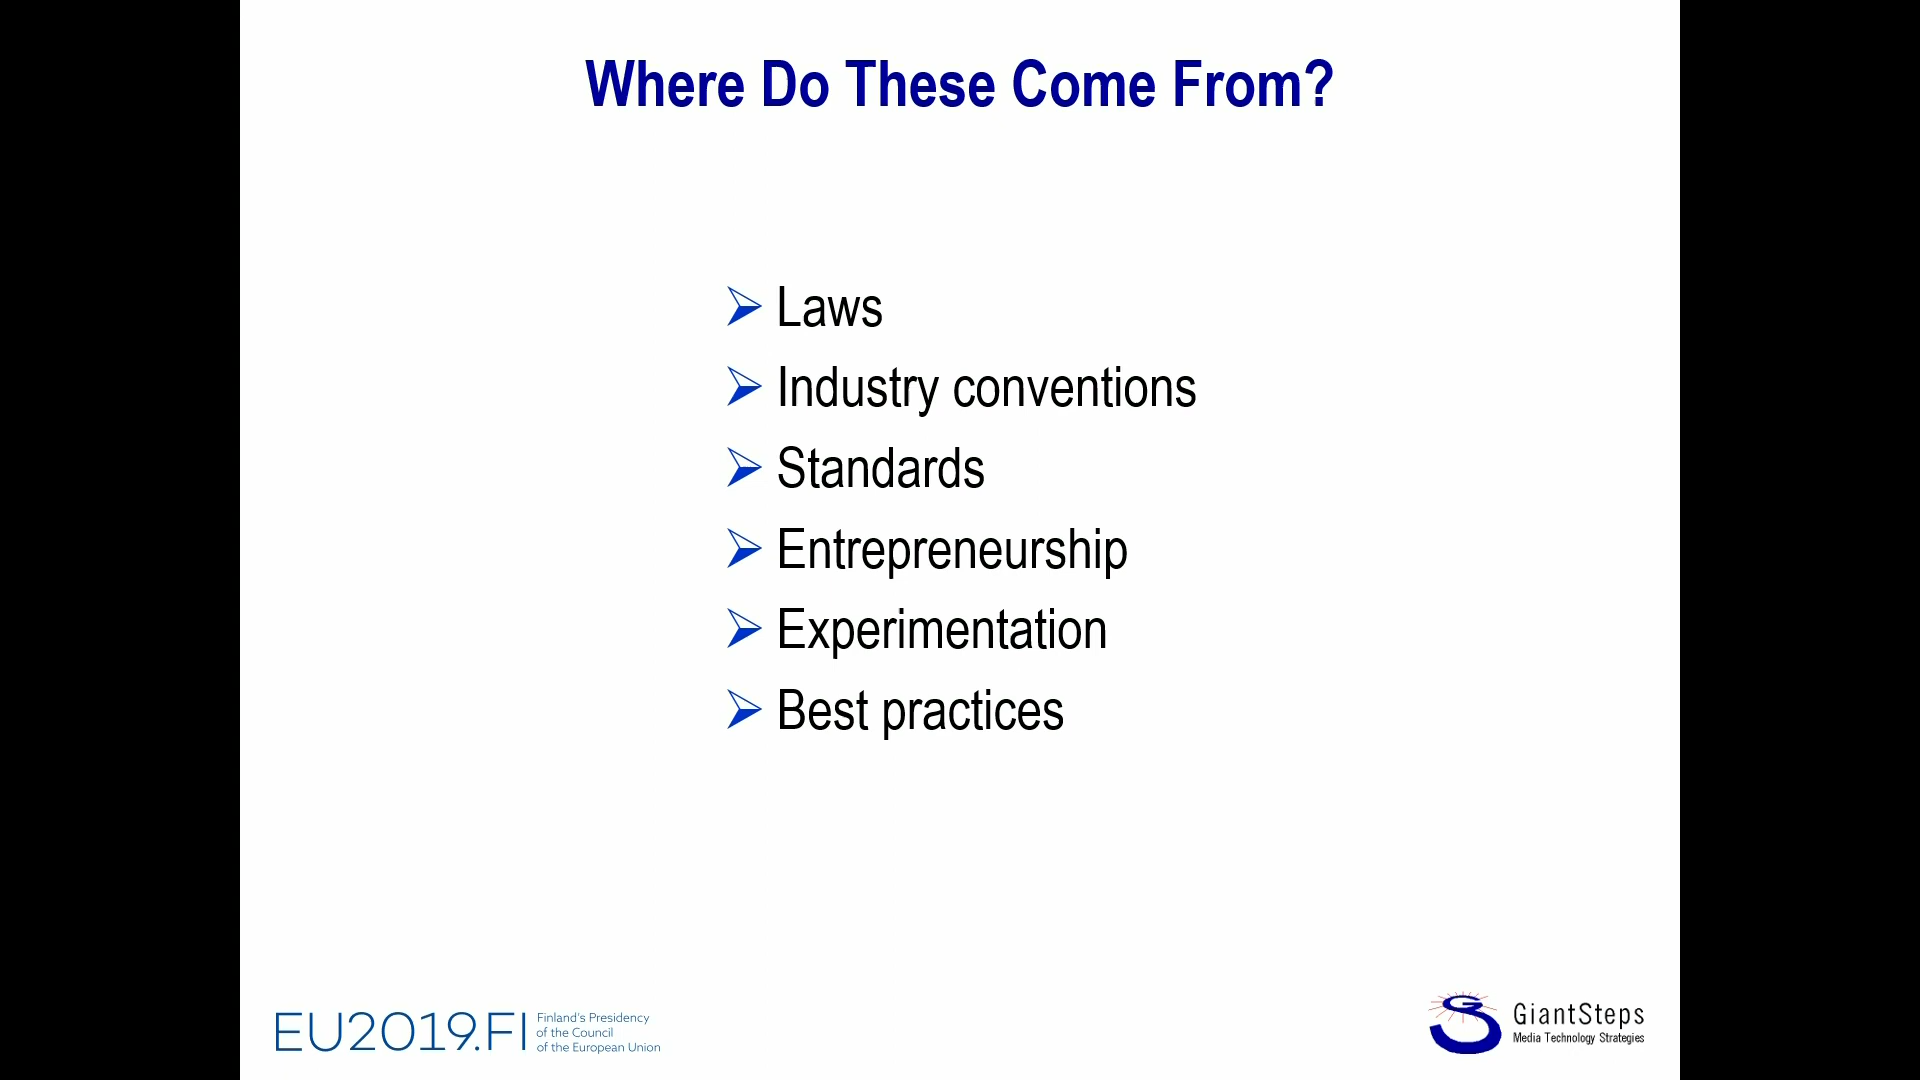 Where Do These Come From?
Laws
Industry conventions
Standards
Entrepreneurship
Experimentation
Best practices
EU2019.FI
Finland's Presidency
of the Council
of the European Union
GiantSteps
Media Technology Strategies